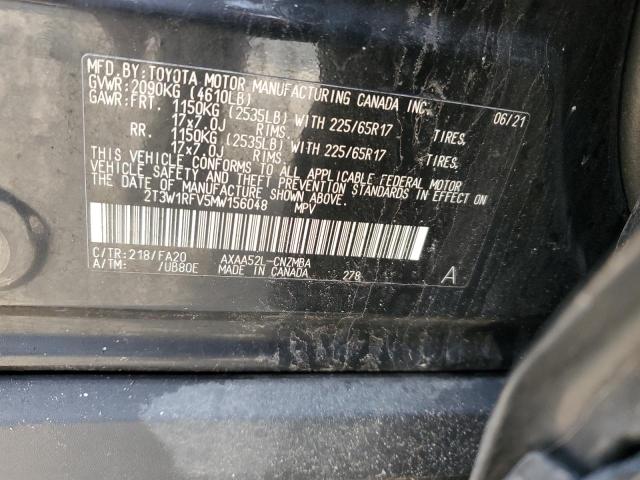 MFD. BY: TOYOTA MOTOR MANUFACTURING CANADA INC. 06/21
GVWR: 2090KG (4610LB)
GAWR: FRT. 1150KG (2535LB) WITH 225/65R17 TIRES,
17x7.0J RIMS.
RR. 1150KG (2535LB) WITH 225/65R17 TIRES,
17x7.0J RIMS.
THIS VEHICLE CONFORMS TO ALL APPLICABLE FEDERAL MOTOR
VEHICLE SAFETY AND THEFT PREVENTION STANDARDS IN EFFECT ON
THE DATE OF MANUFACTURE SHOWN ABOVE.
2T3W1RFV5MW156048 MPV
C/TR: 218/FA20 AXAA52L-CNZMBA
A/TM: /UB80E MADE IN CANADA 278 A